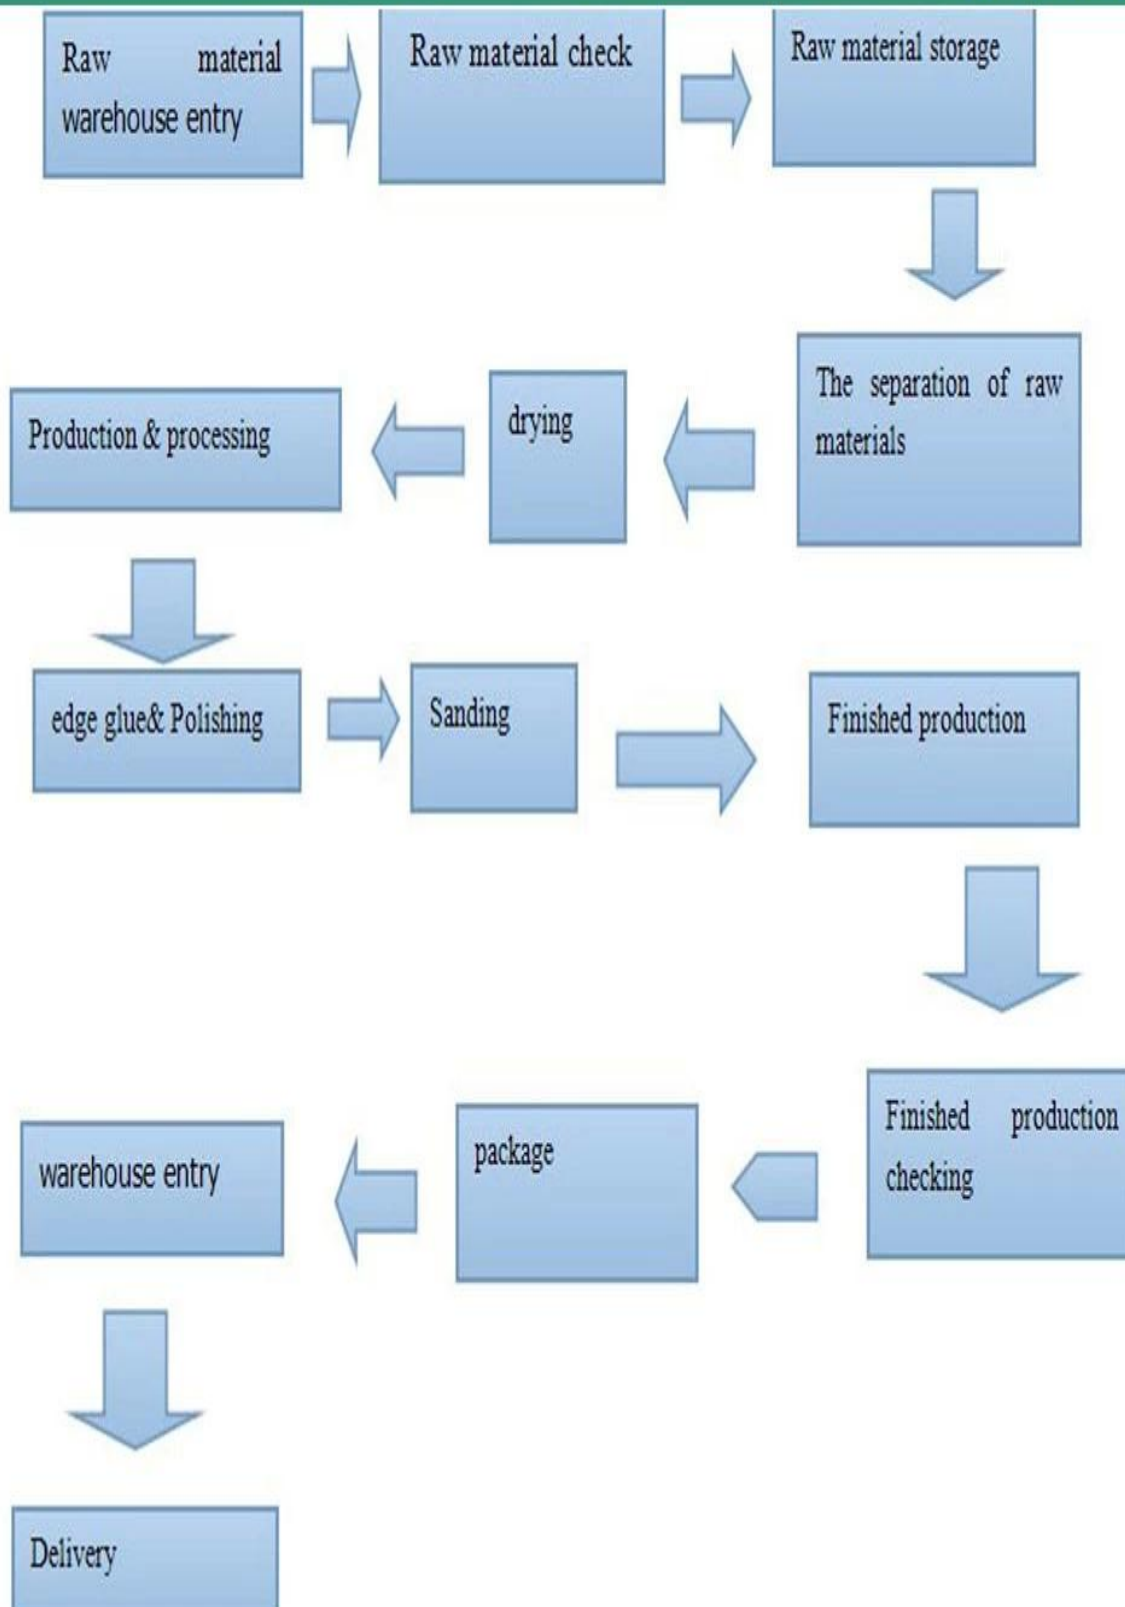 Raw material
warehouse entry
Raw material check
Raw material storage
The separation of raw
materials
drying
Production & processing
edge glue& Polishing
Sanding
Finished production
Finished production
checking
package
warehouse entry
Delivery